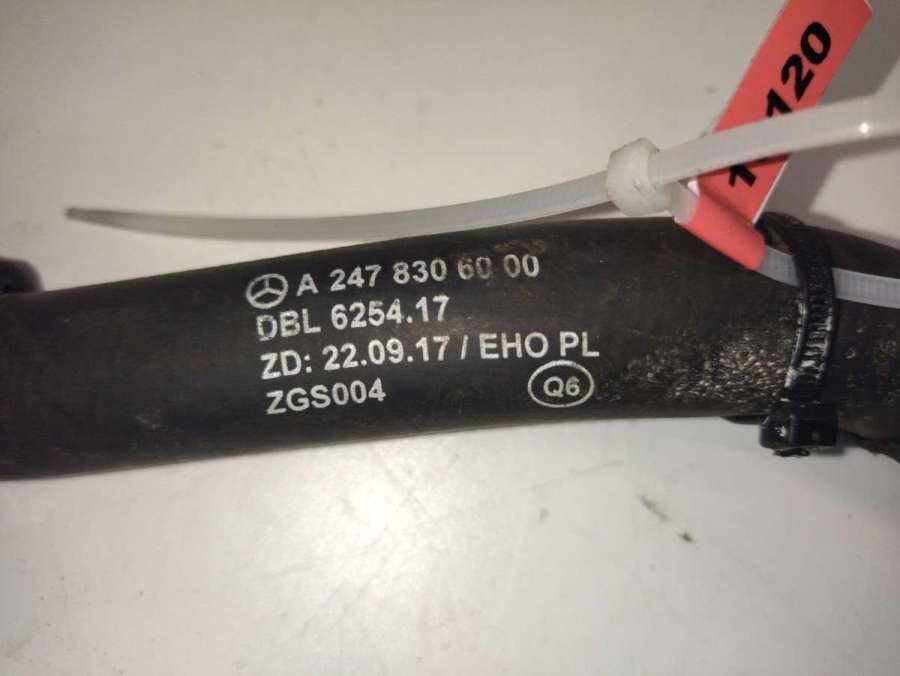 A 247 830 60 00
DBL 6254.17
ZD: 22.09.17 / EHO PL
ZGS004
Q6